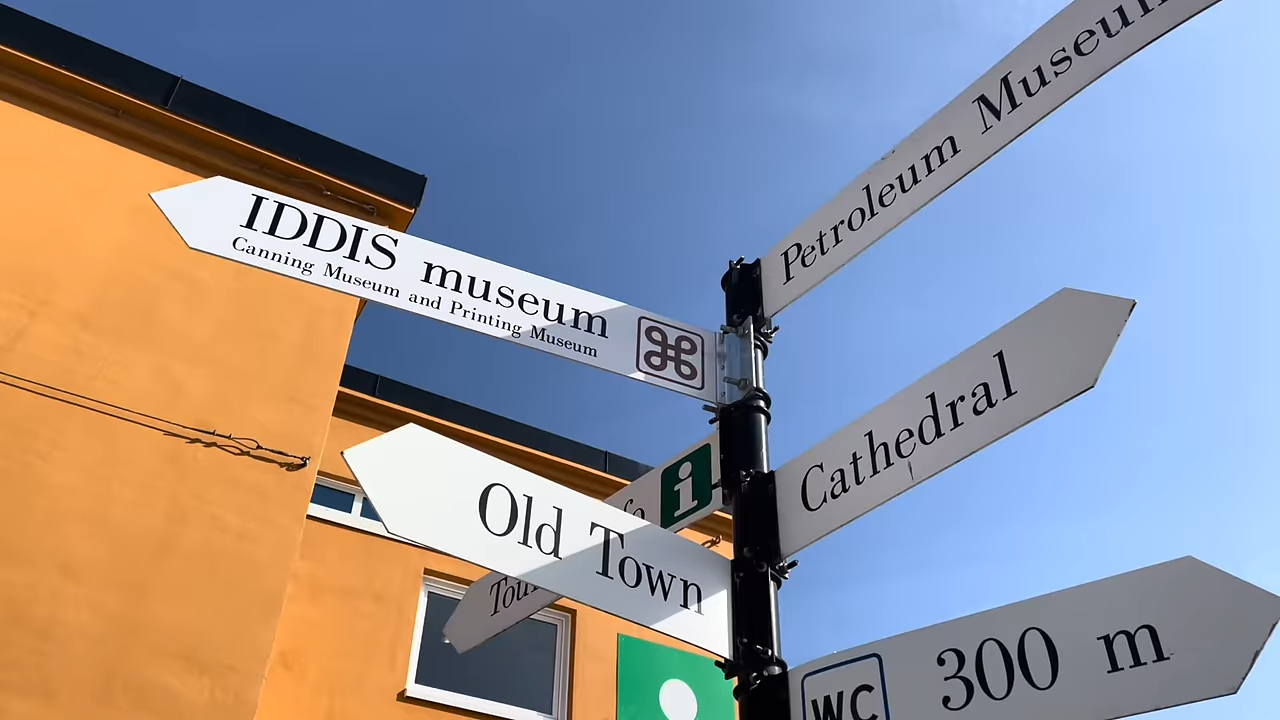 IDDIS museum
Canning Museum and Printing Museum
Petroleum Museum
Cathedral
i
Old Town
WC 300 m